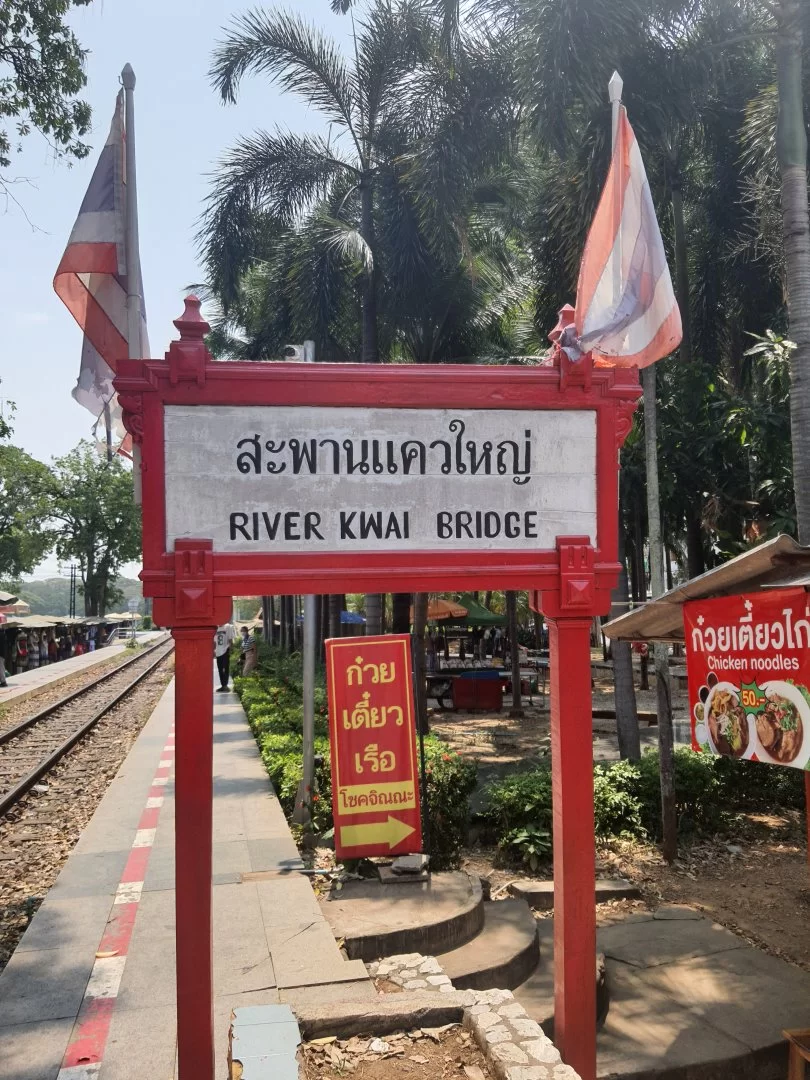 สะพานแควใหญ่
RIVER KWAI BRIDGE
ก๋วย
เตี๋ยว
เรือ
โชคจิณณะ
ก๋วยเตี๋ยวไก่
Chicken noodles
50.-